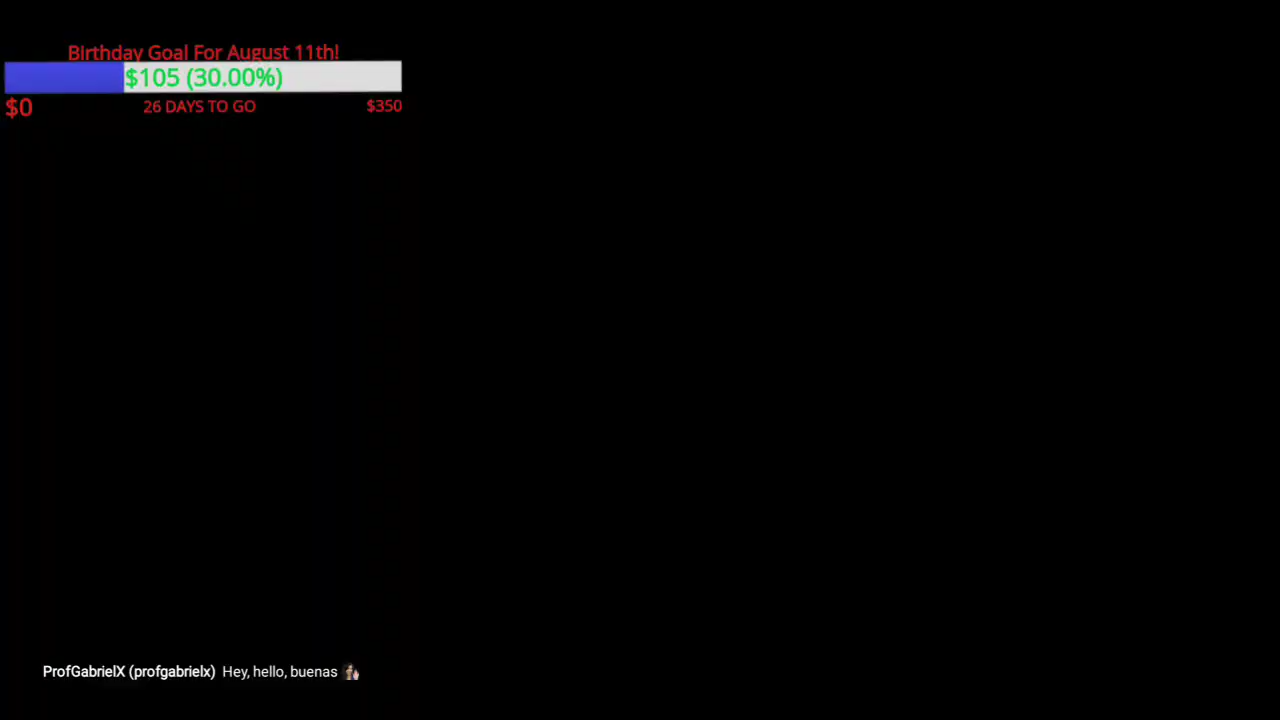 Birthday Goal For August 11th!
$105 (30.00%)
$0 26 DAYS TO GO $350
ProfGabrielX (profgabrielx) Hey, hello, buenas